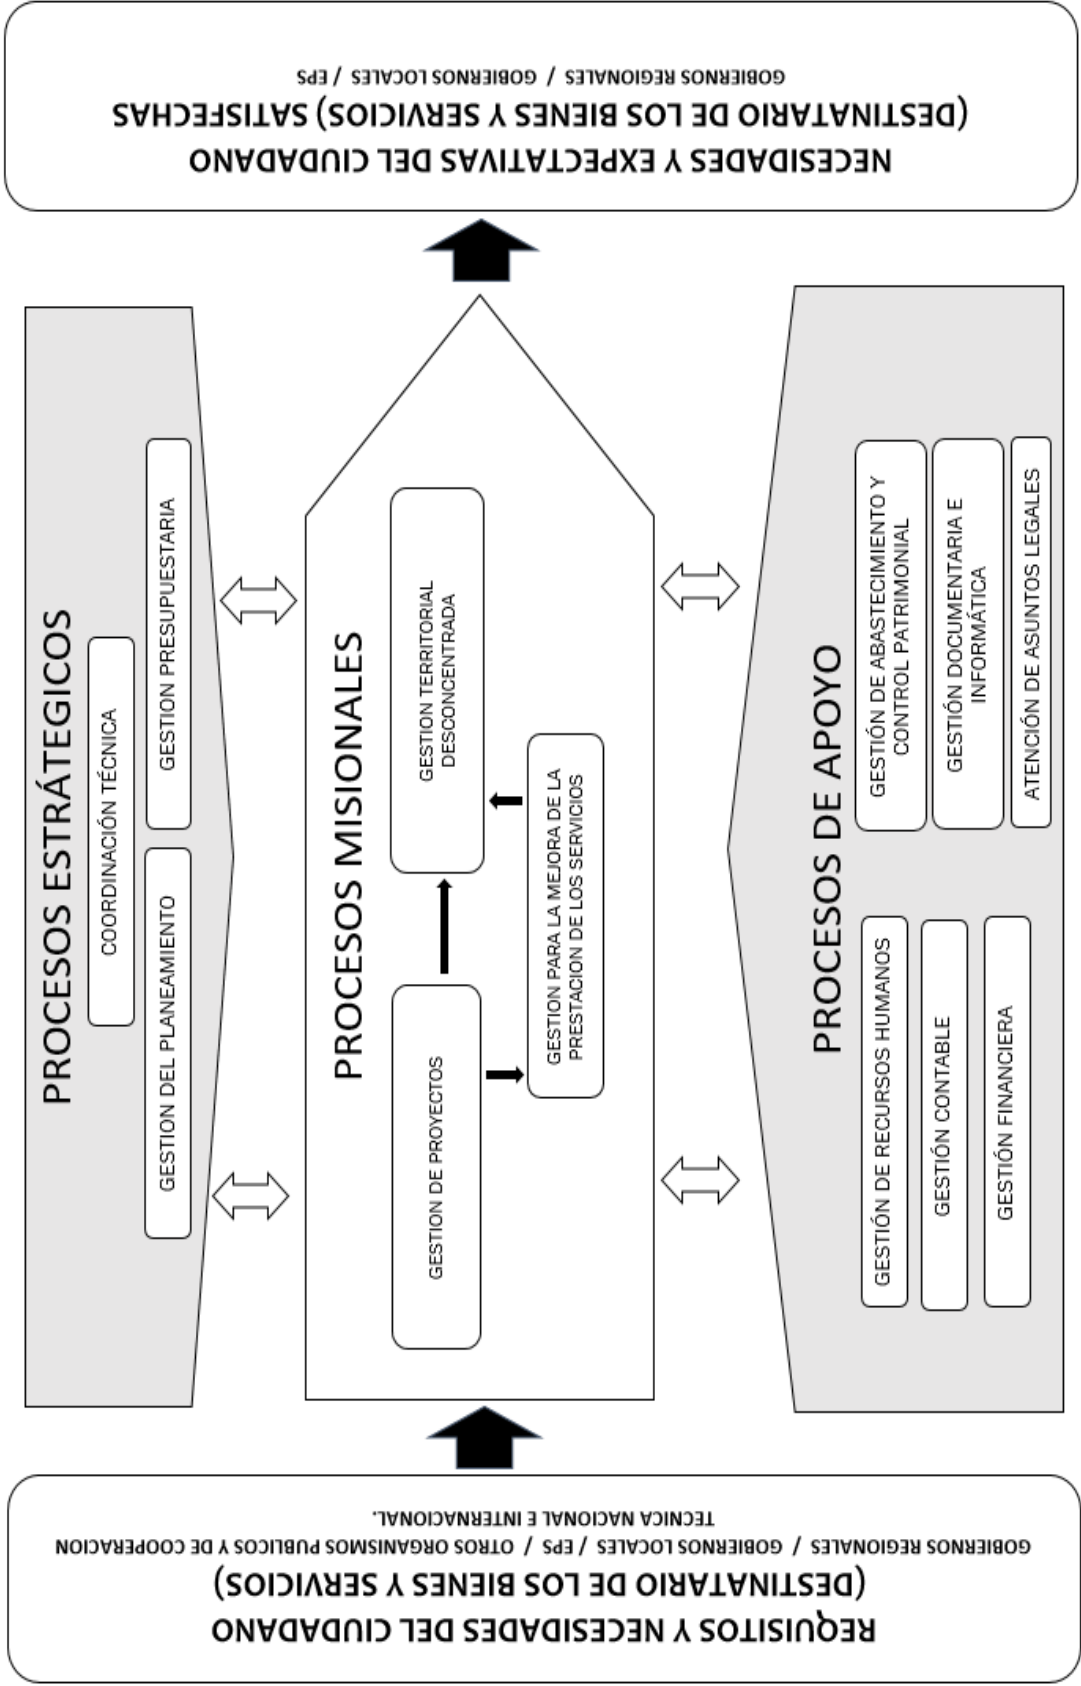 REQUISITOS Y NECESIDADES DEL CIUDADANO
(DESTINATARIO DE LOS BIENES Y SERVICIOS)
GOBIERNOS REGIONALES / GOBIERNOS LOCALES / EPS / OTROS ORGANISMOS PUBLICOS Y DE COOPERACION
TECNICA NACIONAL E INTERNACIONAL.
PROCESOS ESTRÁTEGICOS
COORDINACIÓN TÉCNICA
GESTION DEL PLANEAMIENTO
GESTION PRESUPUESTARIA
PROCESOS MISIONALES
GESTION DE PROYECTOS
GESTION TERRITORIAL
DESCONCENTRADA
GESTION PARA LA MEJORA DE LA
PRESTACION DE LOS SERVICIOS
PROCESOS DE APOYO
GESTIÓN DE RECURSOS HUMANOS
GESTIÓN CONTABLE
GESTIÓN FINANCIERA
GESTIÓN DE ABASTECIMIENTO Y
CONTROL PATRIMONIAL
GESTIÓN DOCUMENTARIA E
INFORMÁTICA
ATENCIÓN DE ASUNTOS LEGALES
NECESIDADES Y EXPECTATIVAS DEL CIUDADANO
(DESTINATARIO DE LOS BIENES Y SERVICIOS) SATISFECHAS
GOBIERNOS REGIONALES / GOBIERNOS LOCALES / EPS